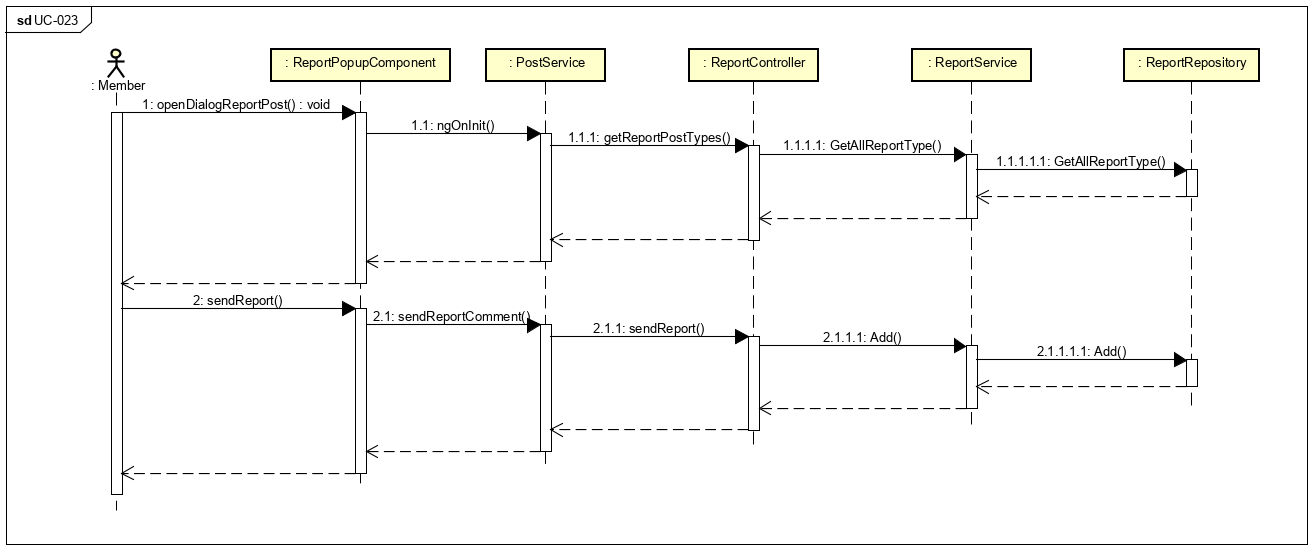 sd UC-023
: Member
: ReportPopupComponent
: PostService
: ReportController
: ReportService
: ReportRepository
1: openDialogReportPost() : void
1.1: ngOnInit()
1.1.1: getReportPostTypes()
1.1.1.1: GetAllReportType()
1.1.1.1.1: GetAllReportType()
2: sendReport()
2.1: sendReportComment()
2.1.1: sendReport()
2.1.1.1: Add()
2.1.1.1.1: Add()